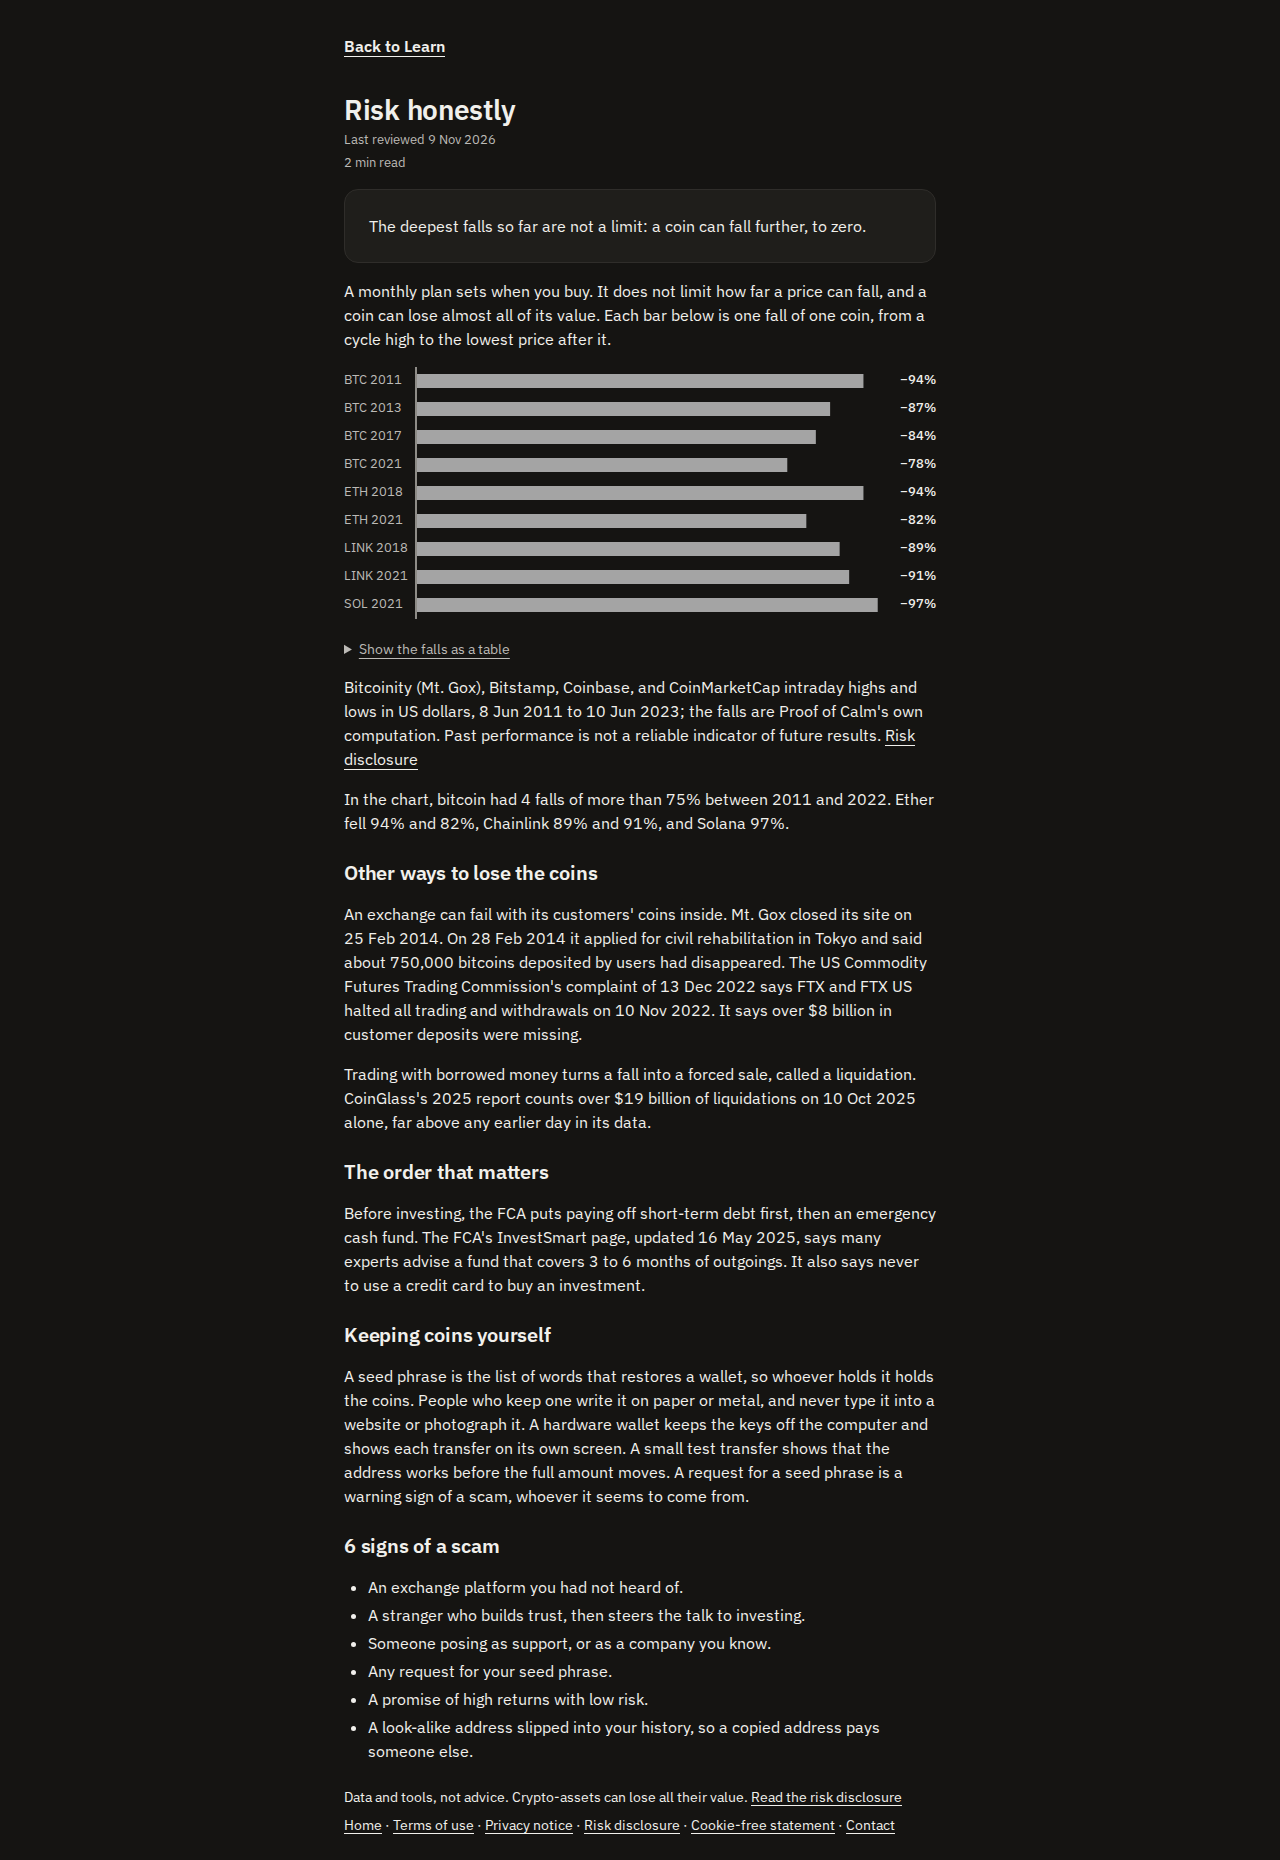 Back to Learn
Risk honestly
Last reviewed 9 Nov 2026
2 min read
The deepest falls so far are not a limit: a coin can fall further, to zero.
A monthly plan sets when you buy. It does not limit how far a price can fall, and a
coin can lose almost all of its value. Each bar below is one fall of one coin, from a
cycle high to the lowest price after it.
BTC 2011 −94%
BTC 2013 −87%
BTC 2017 −84%
BTC 2021 −78%
ETH 2018 −94%
ETH 2021 −82%
LINK 2018 −89%
LINK 2021 −91%
SOL 2021 −97%
Show the falls as a table
Bitcoinity (Mt. Gox), Bitstamp, Coinbase, and CoinMarketCap intraday highs and
lows in US dollars, 8 Jun 2011 to 10 Jun 2023; the falls are Proof of Calm's own
computation. Past performance is not a reliable indicator of future results. Risk
disclosure
In the chart, bitcoin had 4 falls of more than 75% between 2011 and 2022. Ether
fell 94% and 82%, Chainlink 89% and 91%, and Solana 97%.
Other ways to lose the coins
An exchange can fail with its customers' coins inside. Mt. Gox closed its site on
25 Feb 2014. On 28 Feb 2014 it applied for civil rehabilitation in Tokyo and said
about 750,000 bitcoins deposited by users had disappeared. The US Commodity
Futures Trading Commission's complaint of 13 Dec 2022 says FTX and FTX US
halted all trading and withdrawals on 10 Nov 2022. It says over $8 billion in
customer deposits were missing.
Trading with borrowed money turns a fall into a forced sale, called a liquidation.
CoinGlass's 2025 report counts over $19 billion of liquidations on 10 Oct 2025
alone, far above any earlier day in its data.
The order that matters
Before investing, the FCA puts paying off short-term debt first, then an emergency
cash fund. The FCA's InvestSmart page, updated 16 May 2025, says many
experts advise a fund that covers 3 to 6 months of outgoings. It also says never
to use a credit card to buy an investment.
Keeping coins yourself
A seed phrase is the list of words that restores a wallet, so whoever holds it holds
the coins. People who keep one write it on paper or metal, and never type it into a
website or photograph it. A hardware wallet keeps the keys off the computer and
shows each transfer on its own screen. A small test transfer shows that the
address works before the full amount moves. A request for a seed phrase is a
warning sign of a scam, whoever it seems to come from.
6 signs of a scam
• An exchange platform you had not heard of.
• A stranger who builds trust, then steers the talk to investing.
• Someone posing as support, or as a company you know.
• Any request for your seed phrase.
• A promise of high returns with low risk.
• A look-alike address slipped into your history, so a copied address pays
someone else.
Data and tools, not advice. Crypto-assets can lose all their value. Read the risk disclosure
Home · Terms of use · Privacy notice · Risk disclosure · Cookie-free statement · Contact